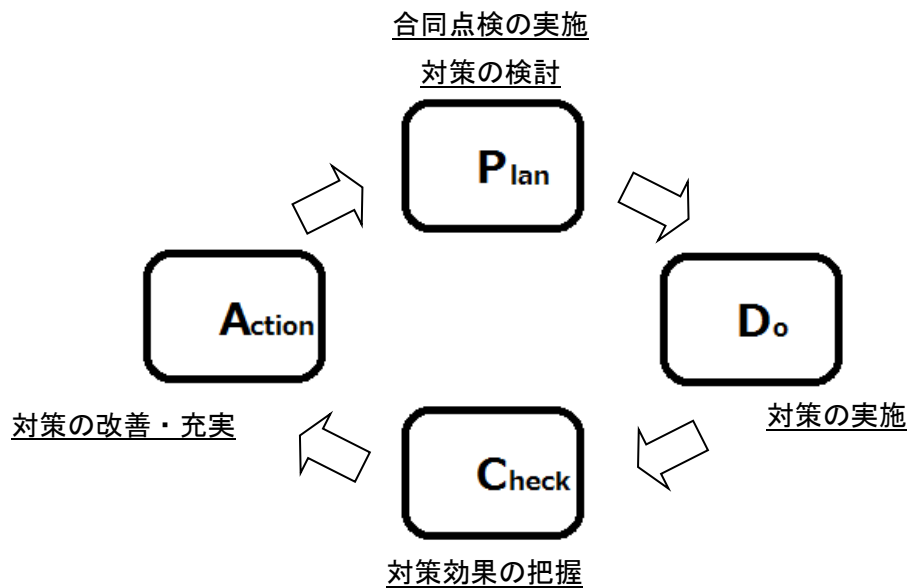 合同点検の実施
対策の検討
Plan
Action
Do
対策の改善・充実
対策の実施
Check
対策効果の把握